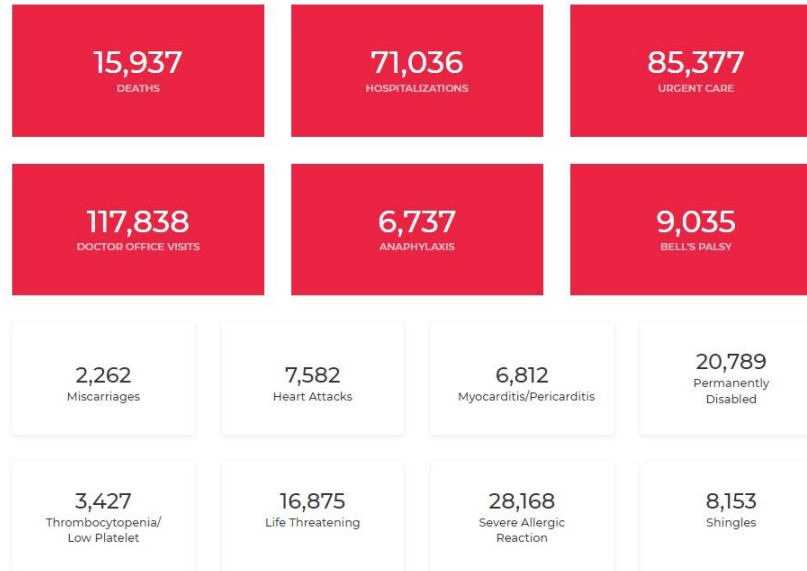 15,937
DEATHS
71,036
HOSPITALIZATIONS
85,377
URGENT CARE
117,838
DOCTOR OFFICE VISITS
6,737
ANAPHYLAXIS
9,035
BELL'S PALSY
2,262
Miscarriages
7,582
Heart Attacks
6,812
Myocarditis/Pericarditis
20,789
Permanently
Disabled
3,427
Thrombocytopenia/
Low Platelet
16,875
Life Threatening
28,168
Severe Allergic
Reaction
8,153
Shingles